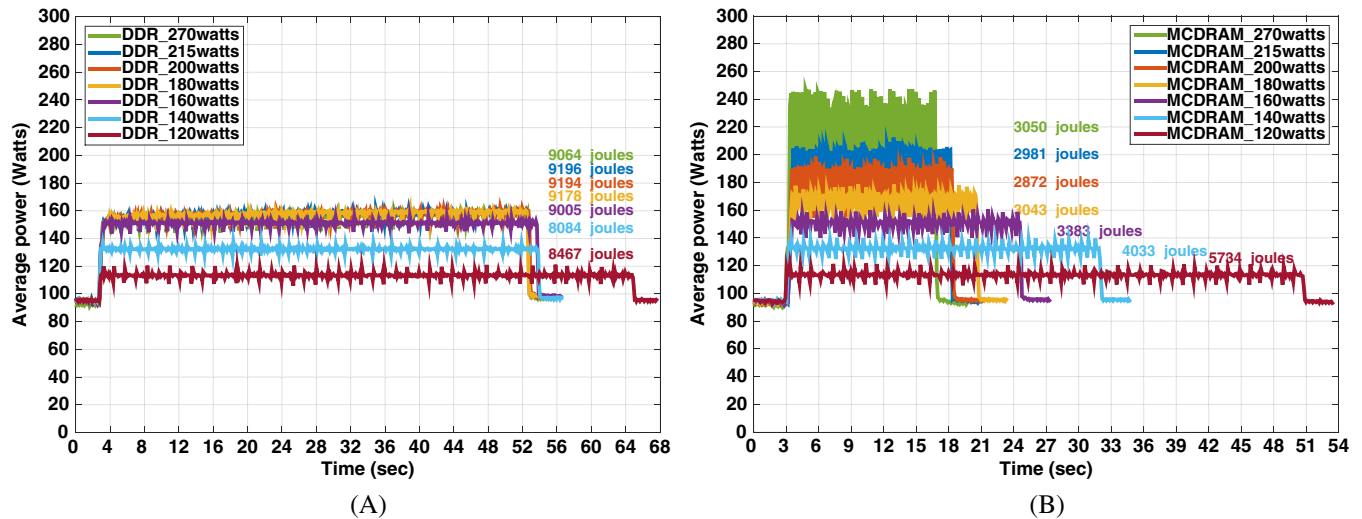 300
280
260
240
220
200
180
160
140
120
100
80
60
40
20
0
Average power (Watts)
DDR_270watts
DDR_215watts
DDR_200watts
DDR_180watts
DDR_160watts
DDR_140watts
DDR_120watts
9064 joules
9196 joules
9194 joules
9178 joules
9005 joules
8084 joules
8467 joules
0 4 8 12 16 20 24 28 32 36 40 44 48 52 56 60 64 68
Time (sec)
(A)
300
280
260
240
220
200
180
160
140
120
100
80
60
40
20
0
Average power (Watts)
MCDRAM_270watts
MCDRAM_215watts
MCDRAM_200watts
MCDRAM_180watts
MCDRAM_160watts
MCDRAM_140watts
MCDRAM_120watts
3050 joules
2981 joules
2872 joules
3043 joules
3383 joules
4033 joules
5734 joules
0 3 6 9 12 15 18 21 24 27 30 33 36 39 42 45 48 51 54
Time (sec)
(B)